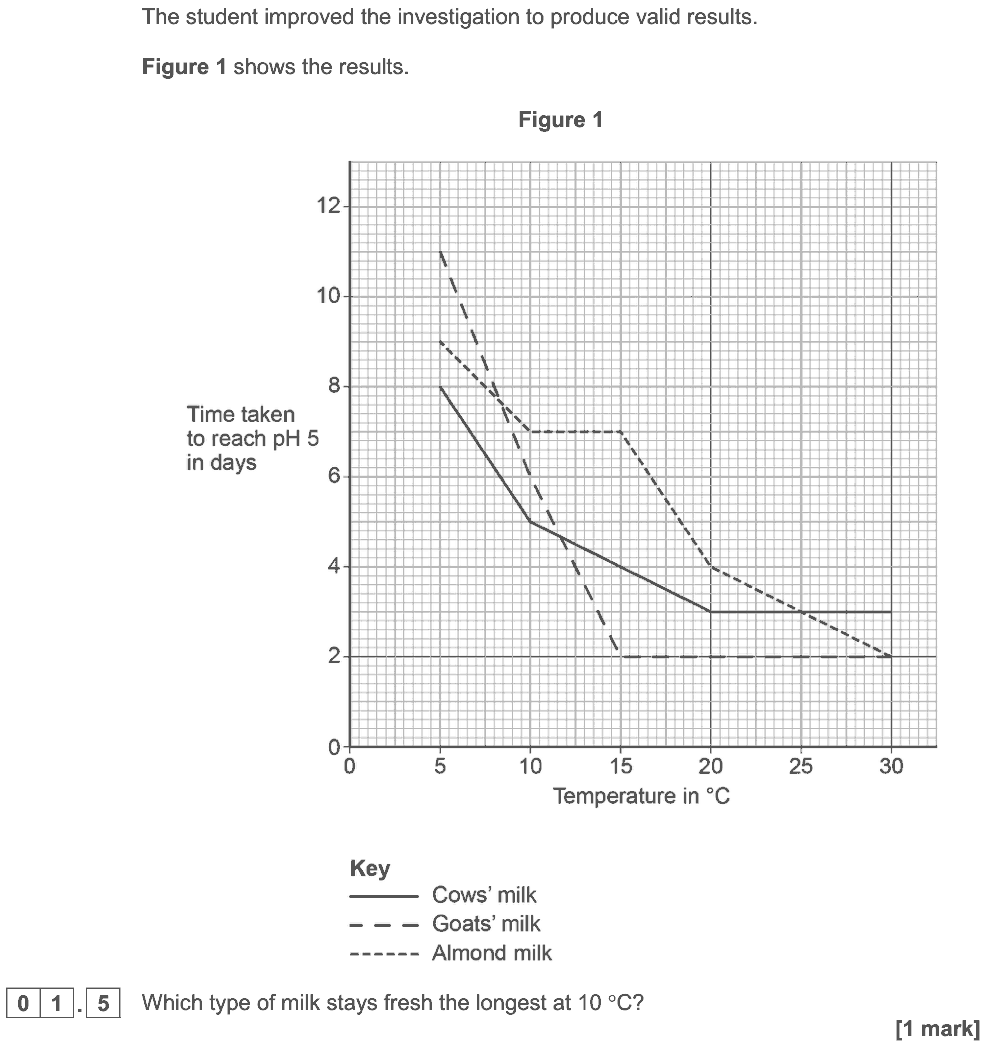 The student improved the investigation to produce valid results.
Figure 1 shows the results.
Figure 1
12
10
8
Time taken
to reach pH 5
in days
6
4
2
0
0 5 10 15 20 25 30
Temperature in °C
Key
Cows’ milk
Goats’ milk
Almond milk
0 1 . 5 Which type of milk stays fresh the longest at 10 °C?
[1 mark]